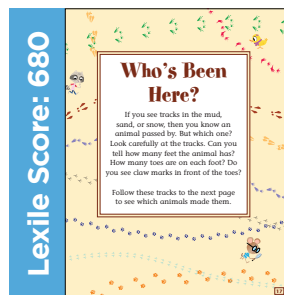 Lexile Score: 680
Who's Been
Here?
If you see tracks in the mud,
sand, or snow, then you know an
animal passed by. But which one?
Look carefully at the tracks. Can you
tell how many feet the animal has?
How many toes are on each foot? Do
you see claw marks in front of the toes?
Follow these tracks to the next page
to see which animals made them.
17